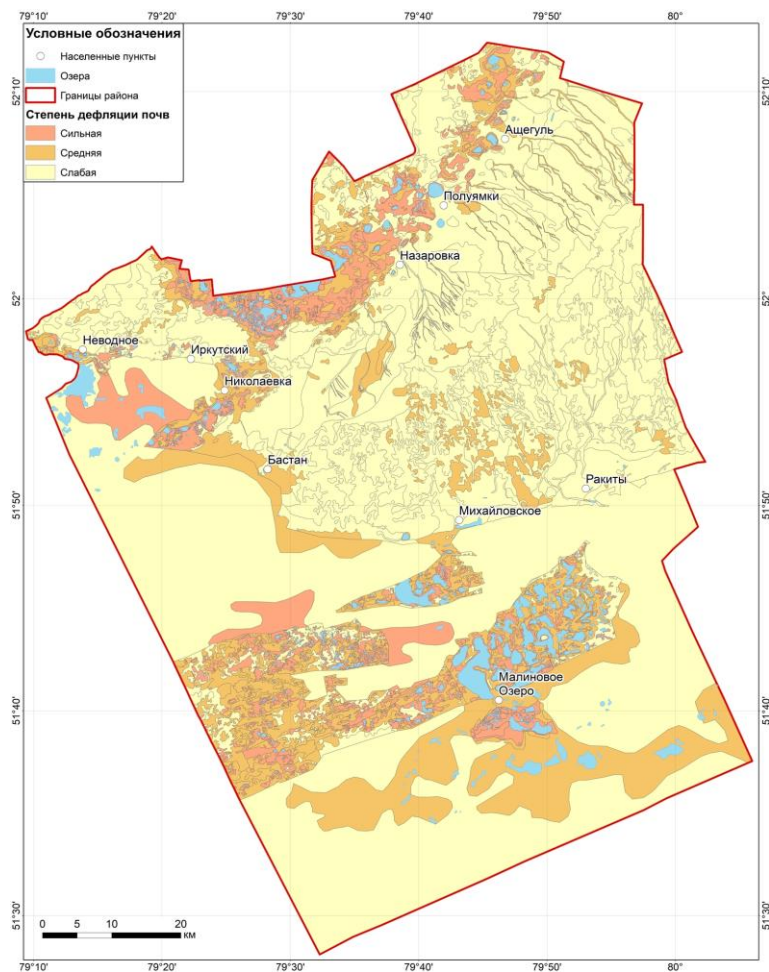 79°10' 79°20' 79°30' 79°40' 79°50' 80°
Условные обозначения
Населенные пункты
Озера
Границы района
Степень дефляции почв
Сильная
Средняя
Слабая
52°10' 52°10'
Ащегуль
Полуямки
Назаровка
52° 52°
Неводное
Иркутский
Николаевка
Бастан
Ракиты
51°50' 51°50'
Михайловское
Малиновое
Озеро
51°40' 51°40'
51°30' 51°30'
0 5 10 20
км
79°10' 79°20' 79°30' 79°40' 79°50' 80°